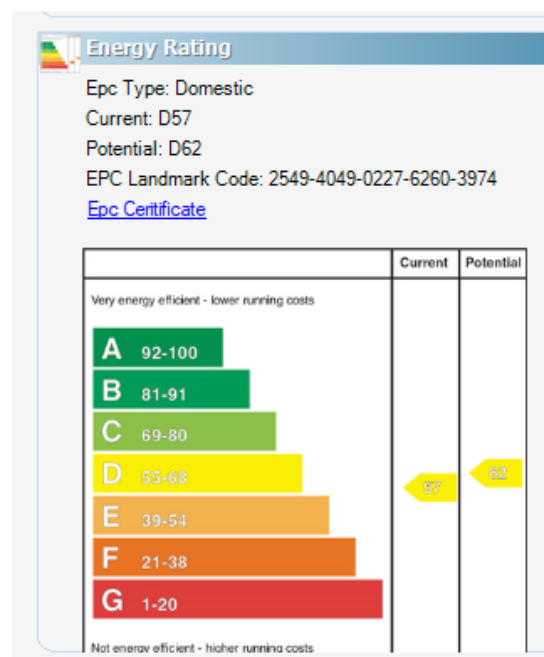 Energy Rating
Epc Type: Domestic
Current: D57
Potential: D62
EPC Landmark Code: 2549-4049-0227-6260-3974
Epc Ceritificate
Current Potential
Very energy efficient - lower running costs
A 92-100
B 81-91
C 69-80
D 55-68
62
57
E 39-54
F 21-38
G 1-20
Not energy efficient - higher running costs